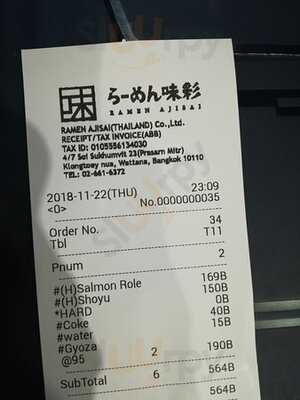 味
らーめん味彩
RAMEN AJISAI
RAMEN AJISAI(THAILAND) Co.,Ltd.
RECEIPT/TAX INVOICE(ABB)
TAX ID: 0105556134030
4/7 Soi Sukhumvit 23(Prasarn Mitr)
Klongtoey nua, Wattana, Bangkok 10110
TEL: 02-661-6372
2018-11-22(THU) 23:09
<0> No.0000000035
Order No. 34
Tbl T11
Pnum 2
#(H)Salmon Role 169B
#(H)Shoyu 150B
*HARD 0B
#Coke 40B
#water 15B
#Gyoza
@95 2 190B
SubTotal 6 564B
564B